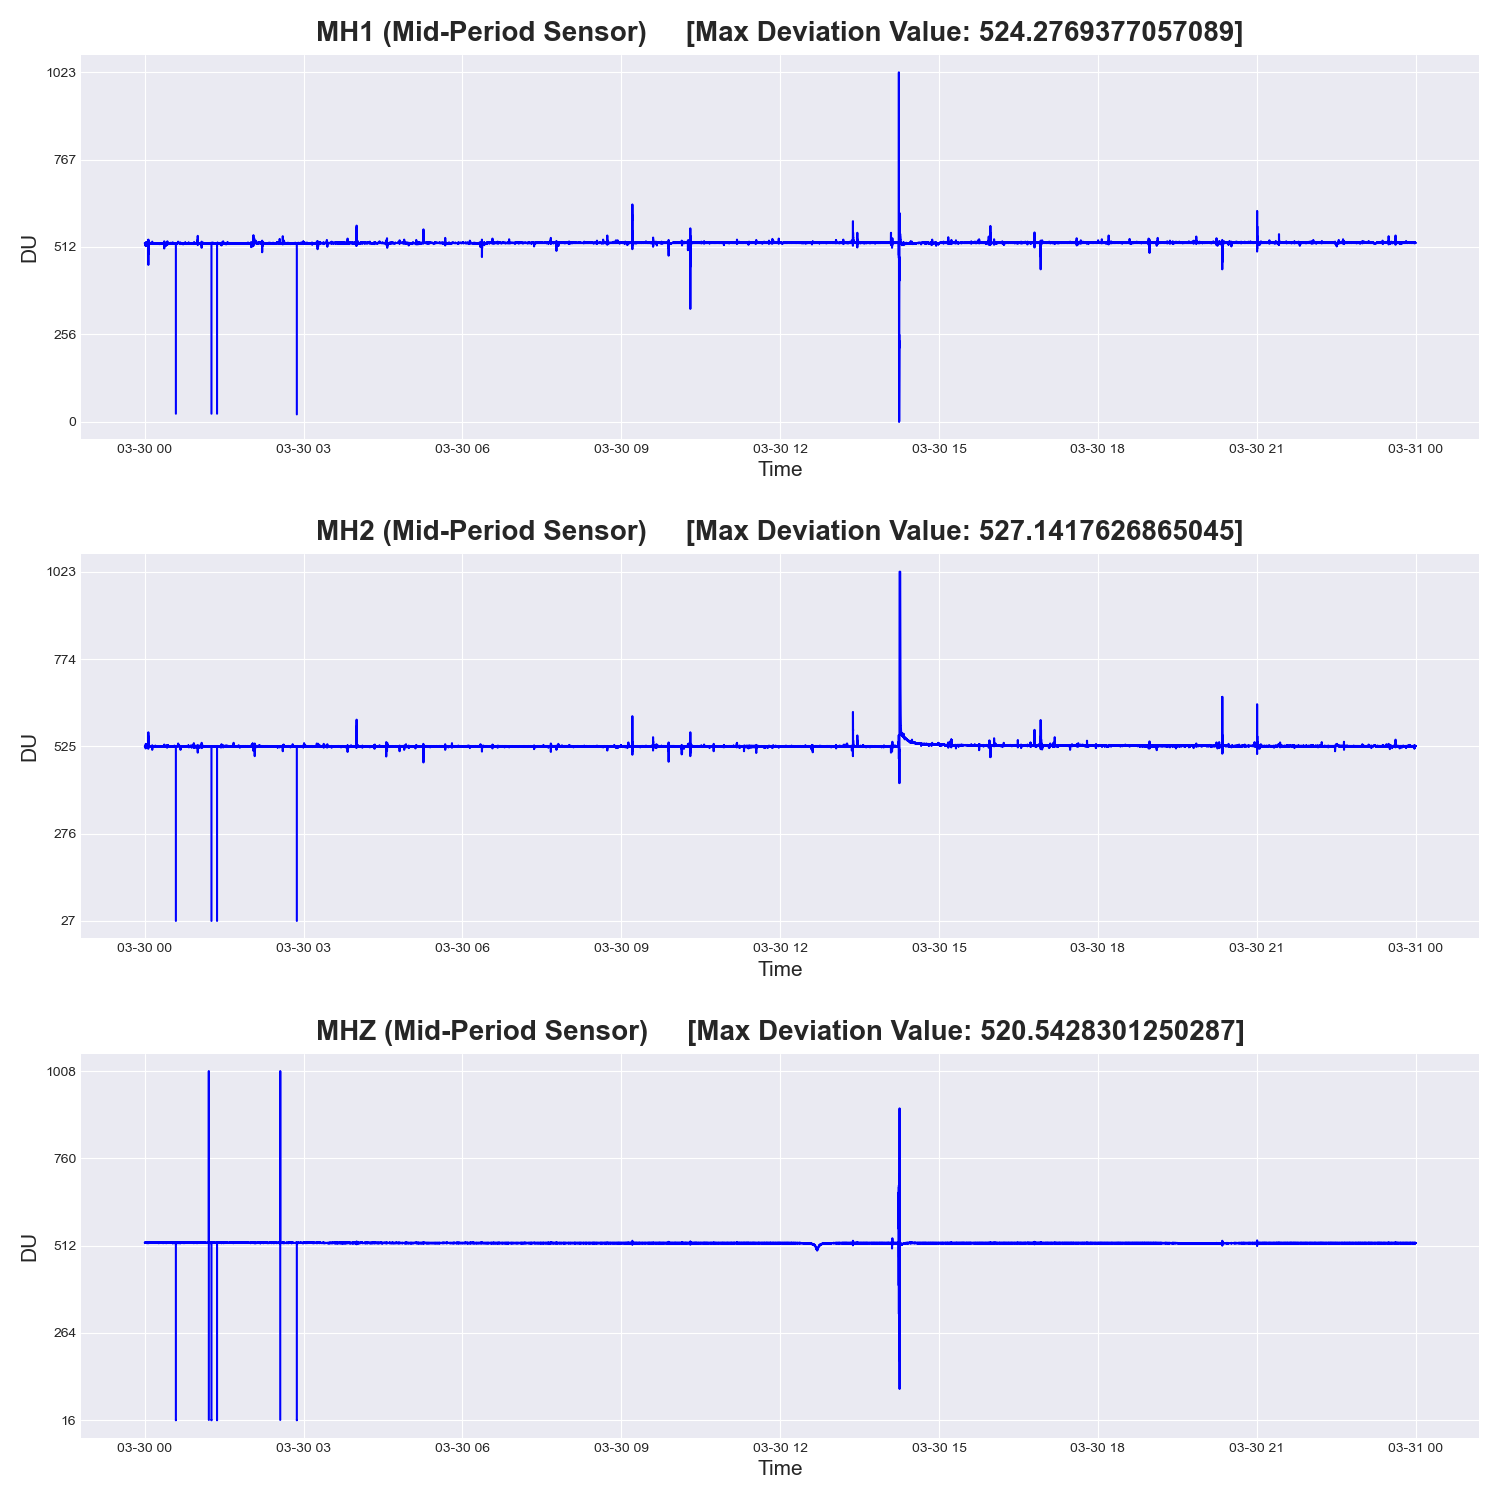 MH1 (Mid-Period Sensor) [Max Deviation Value: 524.2769377057089]
1023
767
512
256
0
DU
03-30 00 03-30 03 03-30 06 03-30 09 03-30 12 03-30 15 03-30 18 03-30 21 03-31 00
Time
MH2 (Mid-Period Sensor) [Max Deviation Value: 527.1417626865045]
1023
774
525
276
27
DU
03-30 00 03-30 03 03-30 06 03-30 09 03-30 12 03-30 15 03-30 18 03-30 21 03-31 00
Time
MHZ (Mid-Period Sensor) [Max Deviation Value: 520.5428301250287]
1008
760
512
264
16
DU
03-30 00 03-30 03 03-30 06 03-30 09 03-30 12 03-30 15 03-30 18 03-30 21 03-31 00
Time